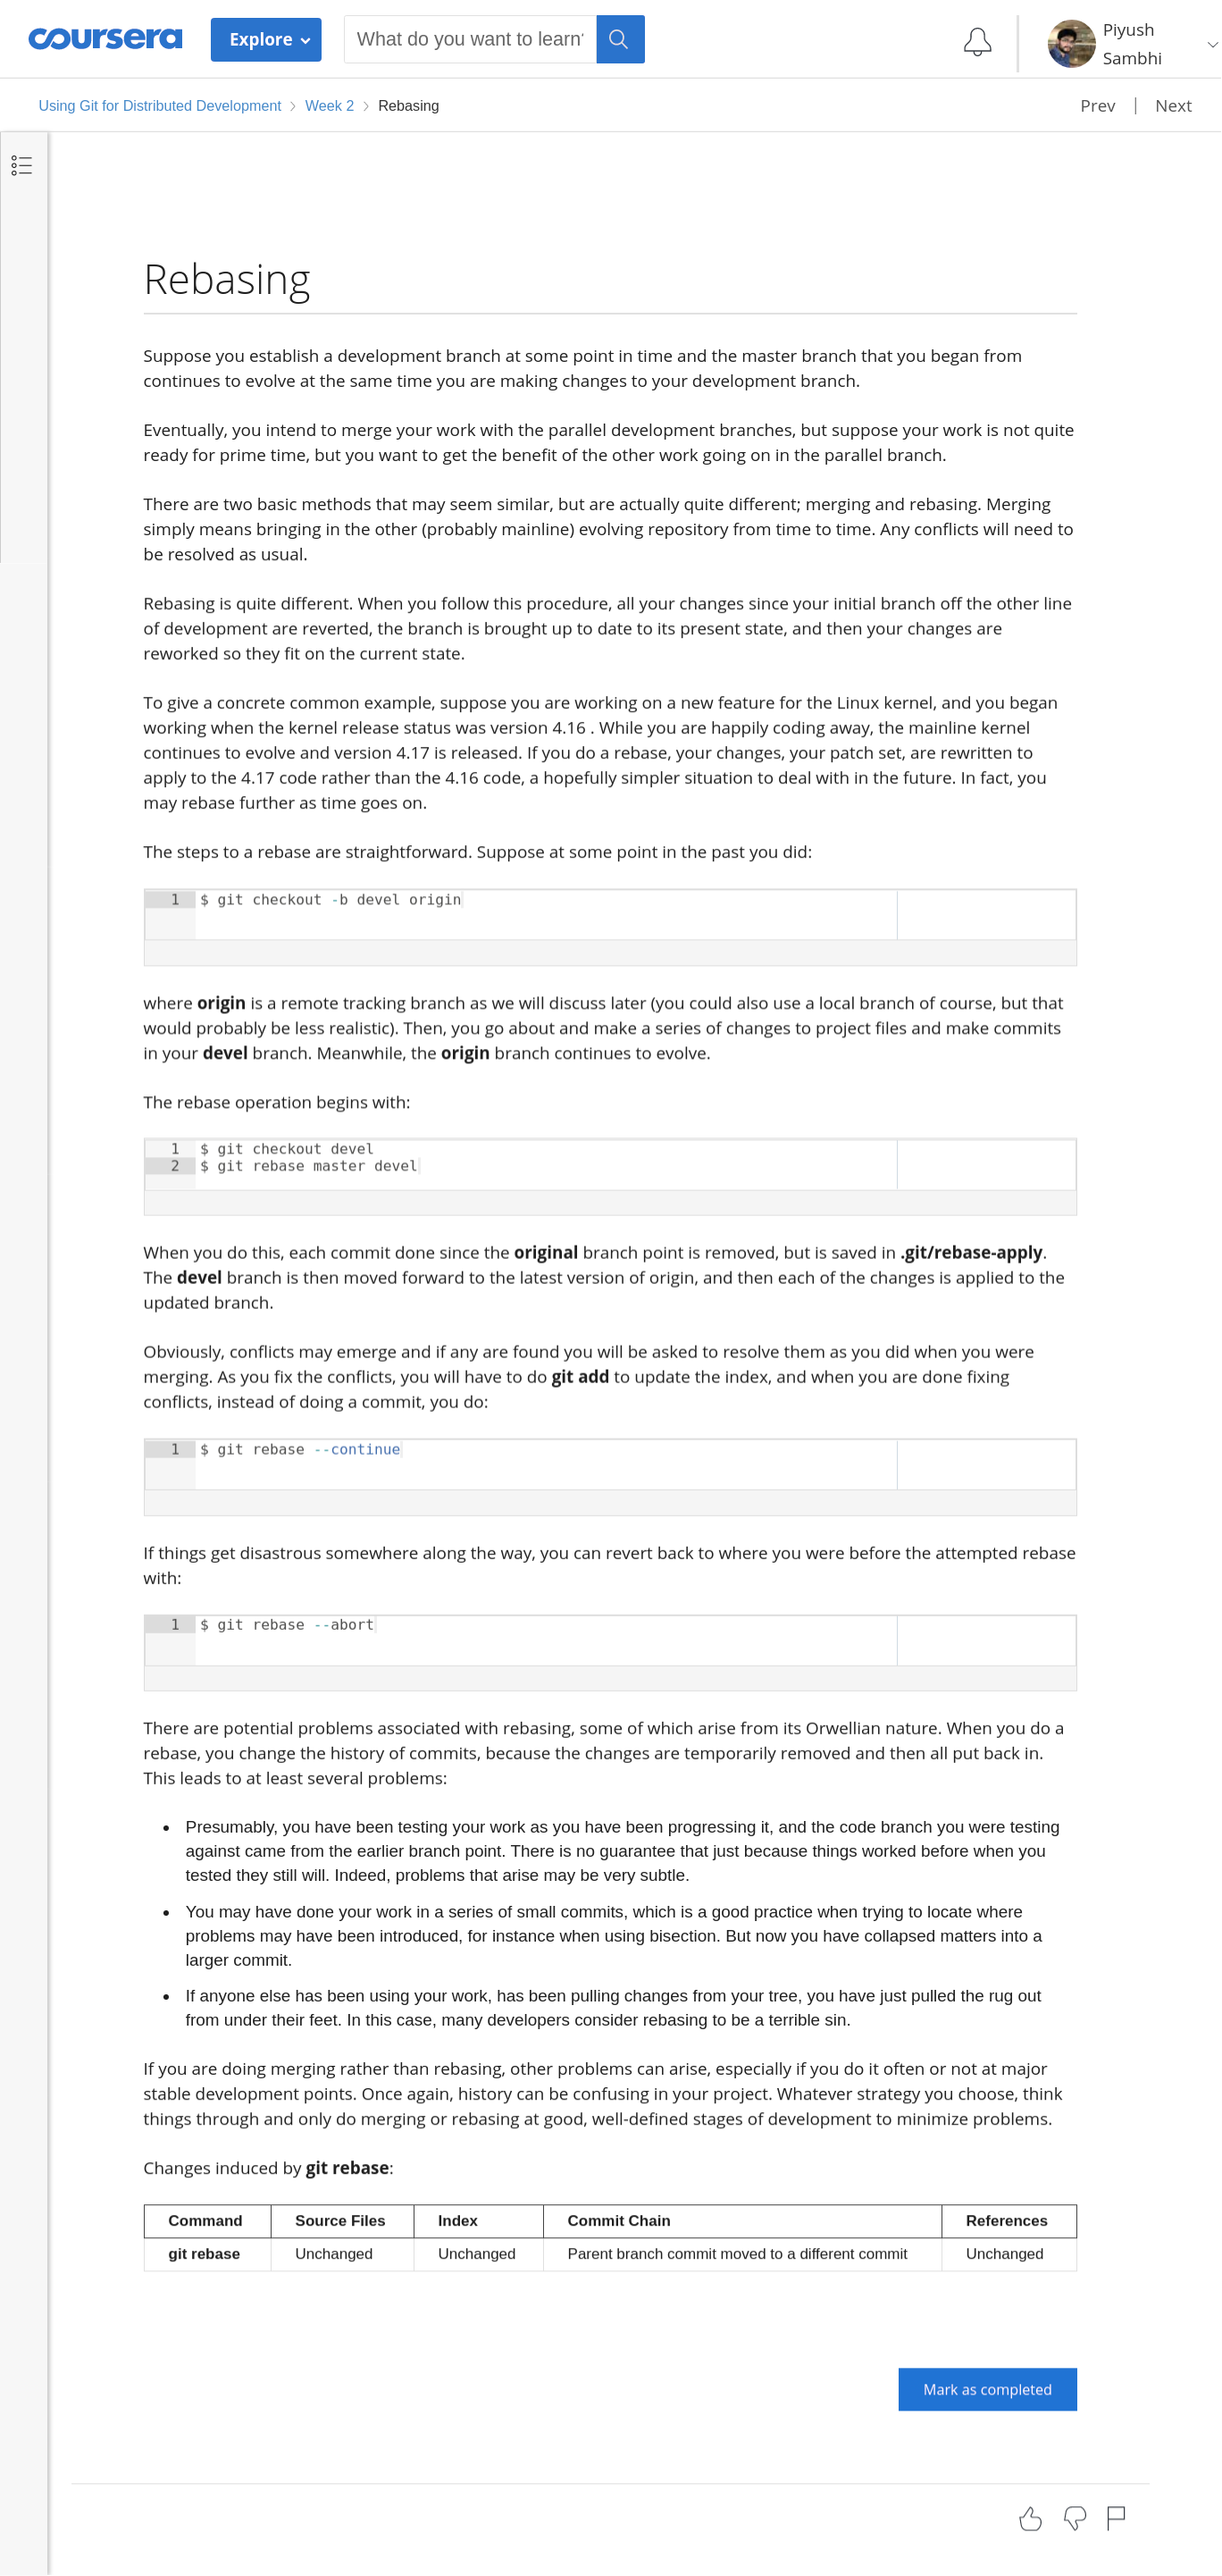 coursera
Explore
What do you want to learn?
Piyush
Sambhi
Using Git for Distributed Development
Week 2
Rebasing
Prev | Next
Rebasing
Suppose you establish a development branch at some point in time and the master branch that you began from
continues to evolve at the same time you are making changes to your development branch.
Eventually, you intend to merge your work with the parallel development branches, but suppose your work is not quite
ready for prime time, but you want to get the benefit of the other work going on in the parallel branch.
There are two basic methods that may seem similar, but are actually quite different; merging and rebasing. Merging
simply means bringing in the other (probably mainline) evolving repository from time to time. Any conflicts will need to
be resolved as usual.
Rebasing is quite different. When you follow this procedure, all your changes since your initial branch off the other line
of development are reverted, the branch is brought up to date to its present state, and then your changes are
reworked so they fit on the current state.
To give a concrete common example, suppose you are working on a new feature for the Linux kernel, and you began
working when the kernel release status was version 4.16 . While you are happily coding away, the mainline kernel
continues to evolve and version 4.17 is released. If you do a rebase, your changes, your patch set, are rewritten to
apply to the 4.17 code rather than the 4.16 code, a hopefully simpler situation to deal with in the future. In fact, you
may rebase further as time goes on.
The steps to a rebase are straightforward. Suppose at some point in the past you did:
1 $ git checkout -b devel origin
where origin is a remote tracking branch as we will discuss later (you could also use a local branch of course, but that
would probably be less realistic). Then, you go about and make a series of changes to project files and make commits
in your devel branch. Meanwhile, the origin branch continues to evolve.
The rebase operation begins with:
1 $ git checkout devel
2 $ git rebase master devel
When you do this, each commit done since the original branch point is removed, but is saved in .git/rebase-apply.
The devel branch is then moved forward to the latest version of origin, and then each of the changes is applied to the
updated branch.
Obviously, conflicts may emerge and if any are found you will be asked to resolve them as you did when you were
merging. As you fix the conflicts, you will have to do git add to update the index, and when you are done fixing
conflicts, instead of doing a commit, you do:
1 $ git rebase --continue
If things get disastrous somewhere along the way, you can revert back to where you were before the attempted rebase
with:
1 $ git rebase --abort
There are potential problems associated with rebasing, some of which arise from its Orwellian nature. When you do a
rebase, you change the history of commits, because the changes are temporarily removed and then all put back in.
This leads to at least several problems:
• Presumably, you have been testing your work as you have been progressing it, and the code branch you were testing
against came from the earlier branch point. There is no guarantee that just because things worked before when you
tested they still will. Indeed, problems that arise may be very subtle.
• You may have done your work in a series of small commits, which is a good practice when trying to locate where
problems may have been introduced, for instance when using bisection. But now you have collapsed matters into a
larger commit.
• If anyone else has been using your work, has been pulling changes from your tree, you have just pulled the rug out
from under their feet. In this case, many developers consider rebasing to be a terrible sin.
If you are doing merging rather than rebasing, other problems can arise, especially if you do it often or not at major
stable development points. Once again, history can be confusing in your project. Whatever strategy you choose, think
things through and only do merging or rebasing at good, well-defined stages of development to minimize problems.
Changes induced by git rebase:
Command Source Files Index Commit Chain References
git rebase Unchanged Unchanged Parent branch commit moved to a different commit Unchanged
Mark as completed